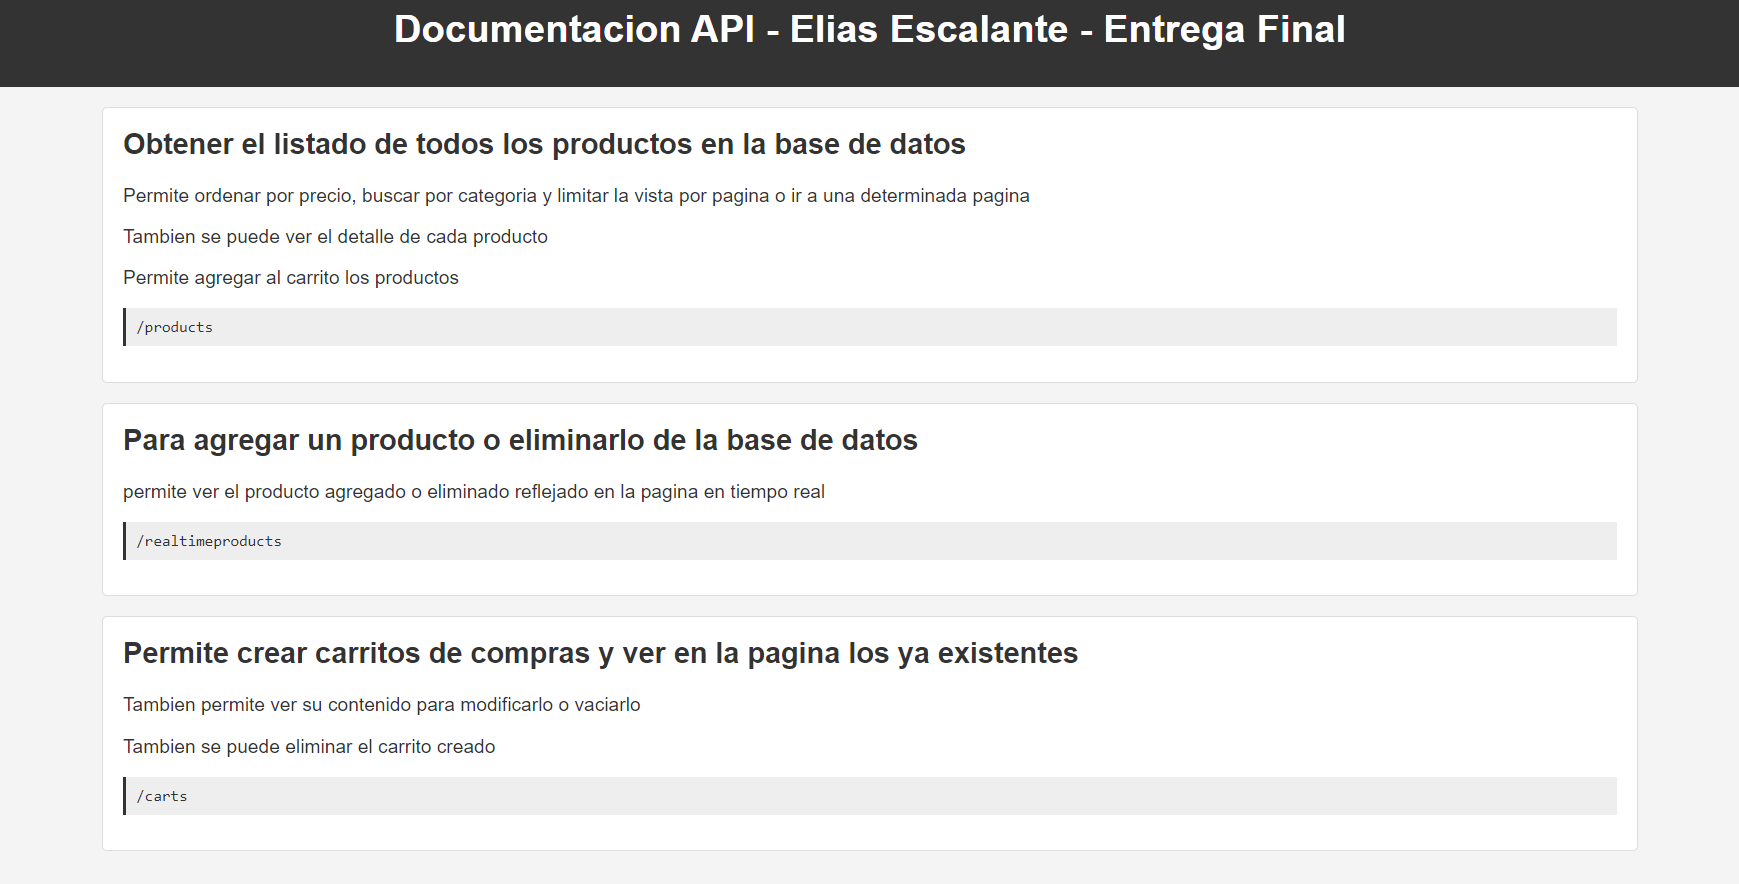 Documentacion API - Elias Escalante - Entrega Final
Obtener el listado de todos los productos en la base de datos
Permite ordenar por precio, buscar por categoria y limitar la vista por pagina o ir a una determinada pagina
Tambien se puede ver el detalle de cada producto
Permite agregar al carrito los productos
/products
Para agregar un producto o eliminarlo de la base de datos
permite ver el producto agregado o eliminado reflejado en la pagina en tiempo real
/realtimeproducts
Permite crear carritos de compras y ver en la pagina los ya existentes
Tambien permite ver su contenido para modificarlo o vaciarlo
Tambien se puede eliminar el carrito creado
/carts